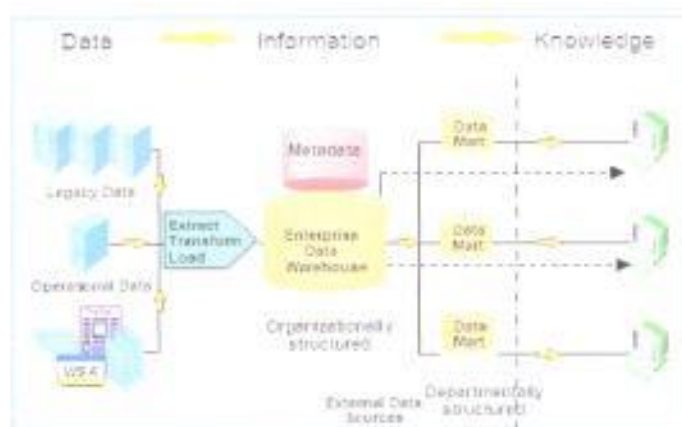 Data
Information
Knowledge
Metadata
Data
Mart
Legacy Data
Extract
Transform
Load
Enterprise
Data
Warehouse
Data
Mart
Operational Data
Organizationally
structured
Data
Mart
External Data
Sources
Departmentally
structured